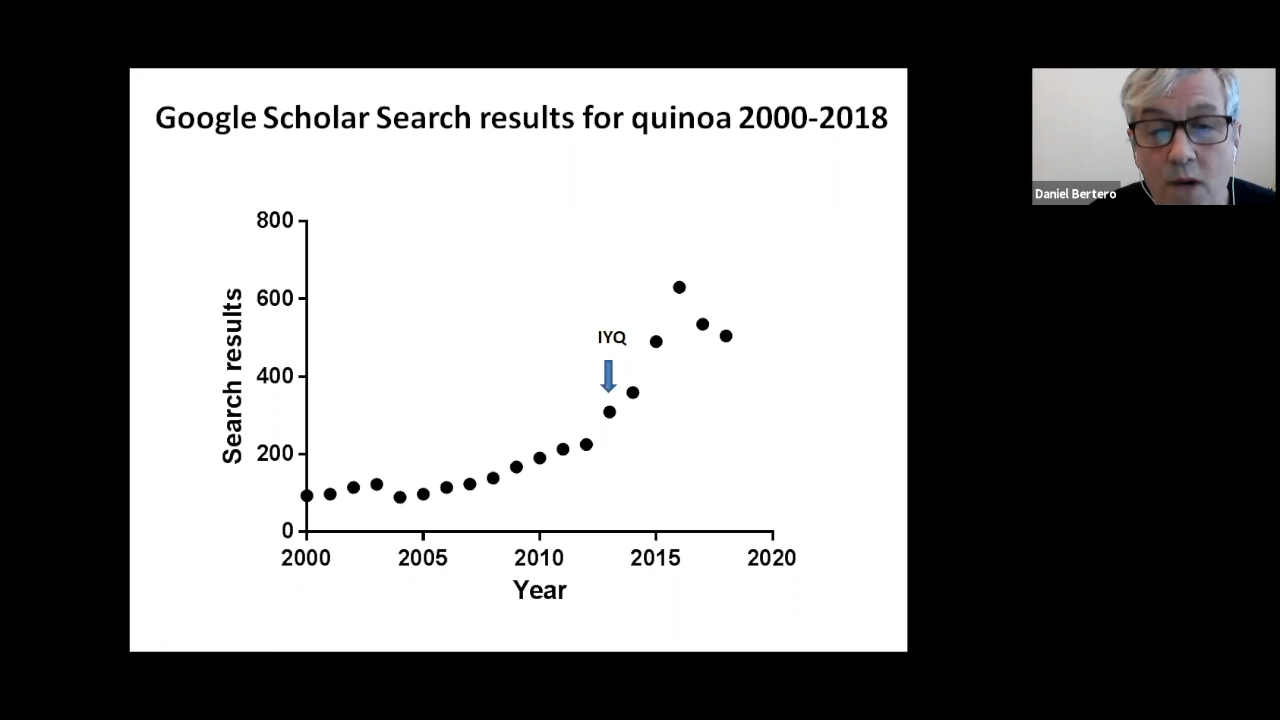 Google Scholar Search results for quinoa 2000-2018
Daniel Bertero
800
600
400
200
0
Search results
IYQ
2000
2005
2010
2015
2020
Year